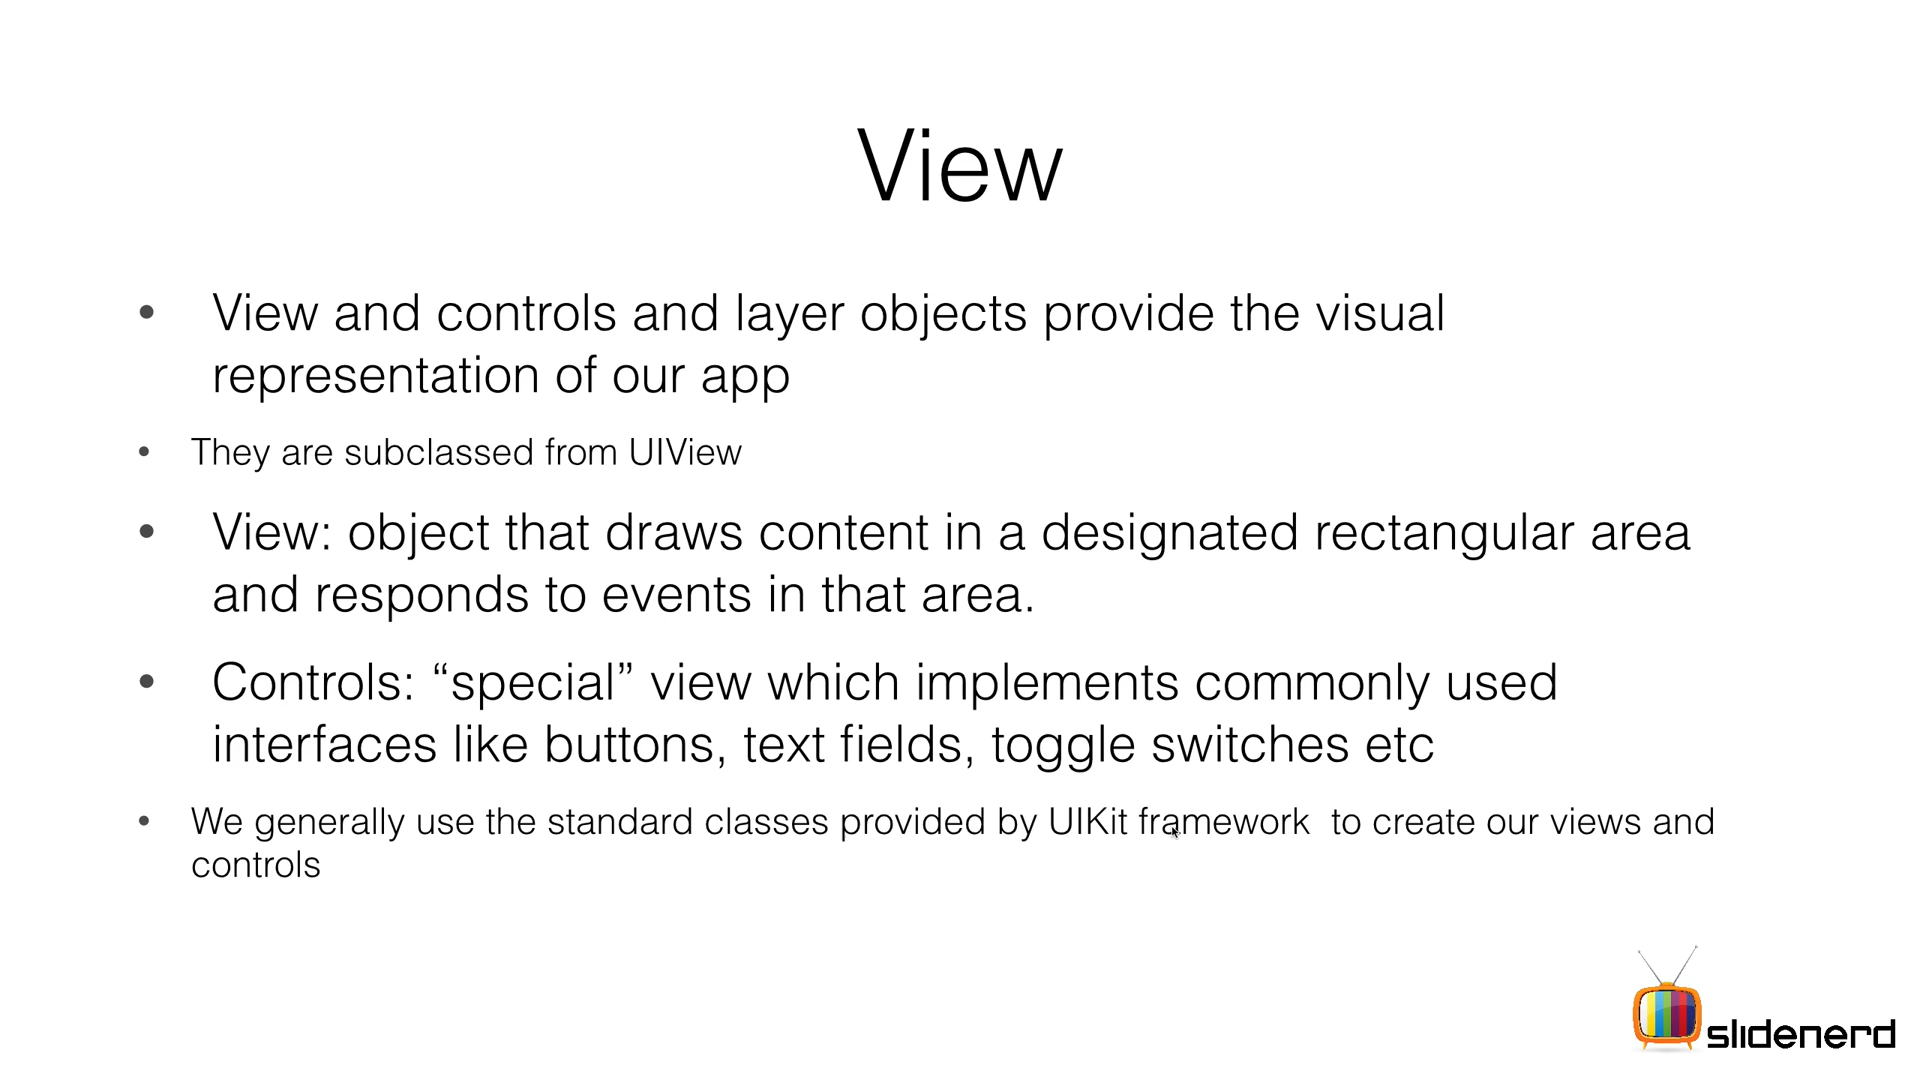 View
• View and controls and layer objects provide the visual
representation of our app
• They are subclassed from UIView
• View: object that draws content in a designated rectangular area
and responds to events in that area.
• Controls: “special” view which implements commonly used
interfaces like buttons, text fields, toggle switches etc
• We generally use the standard classes provided by UIKit framework  to create our views and
controls
slidenerd